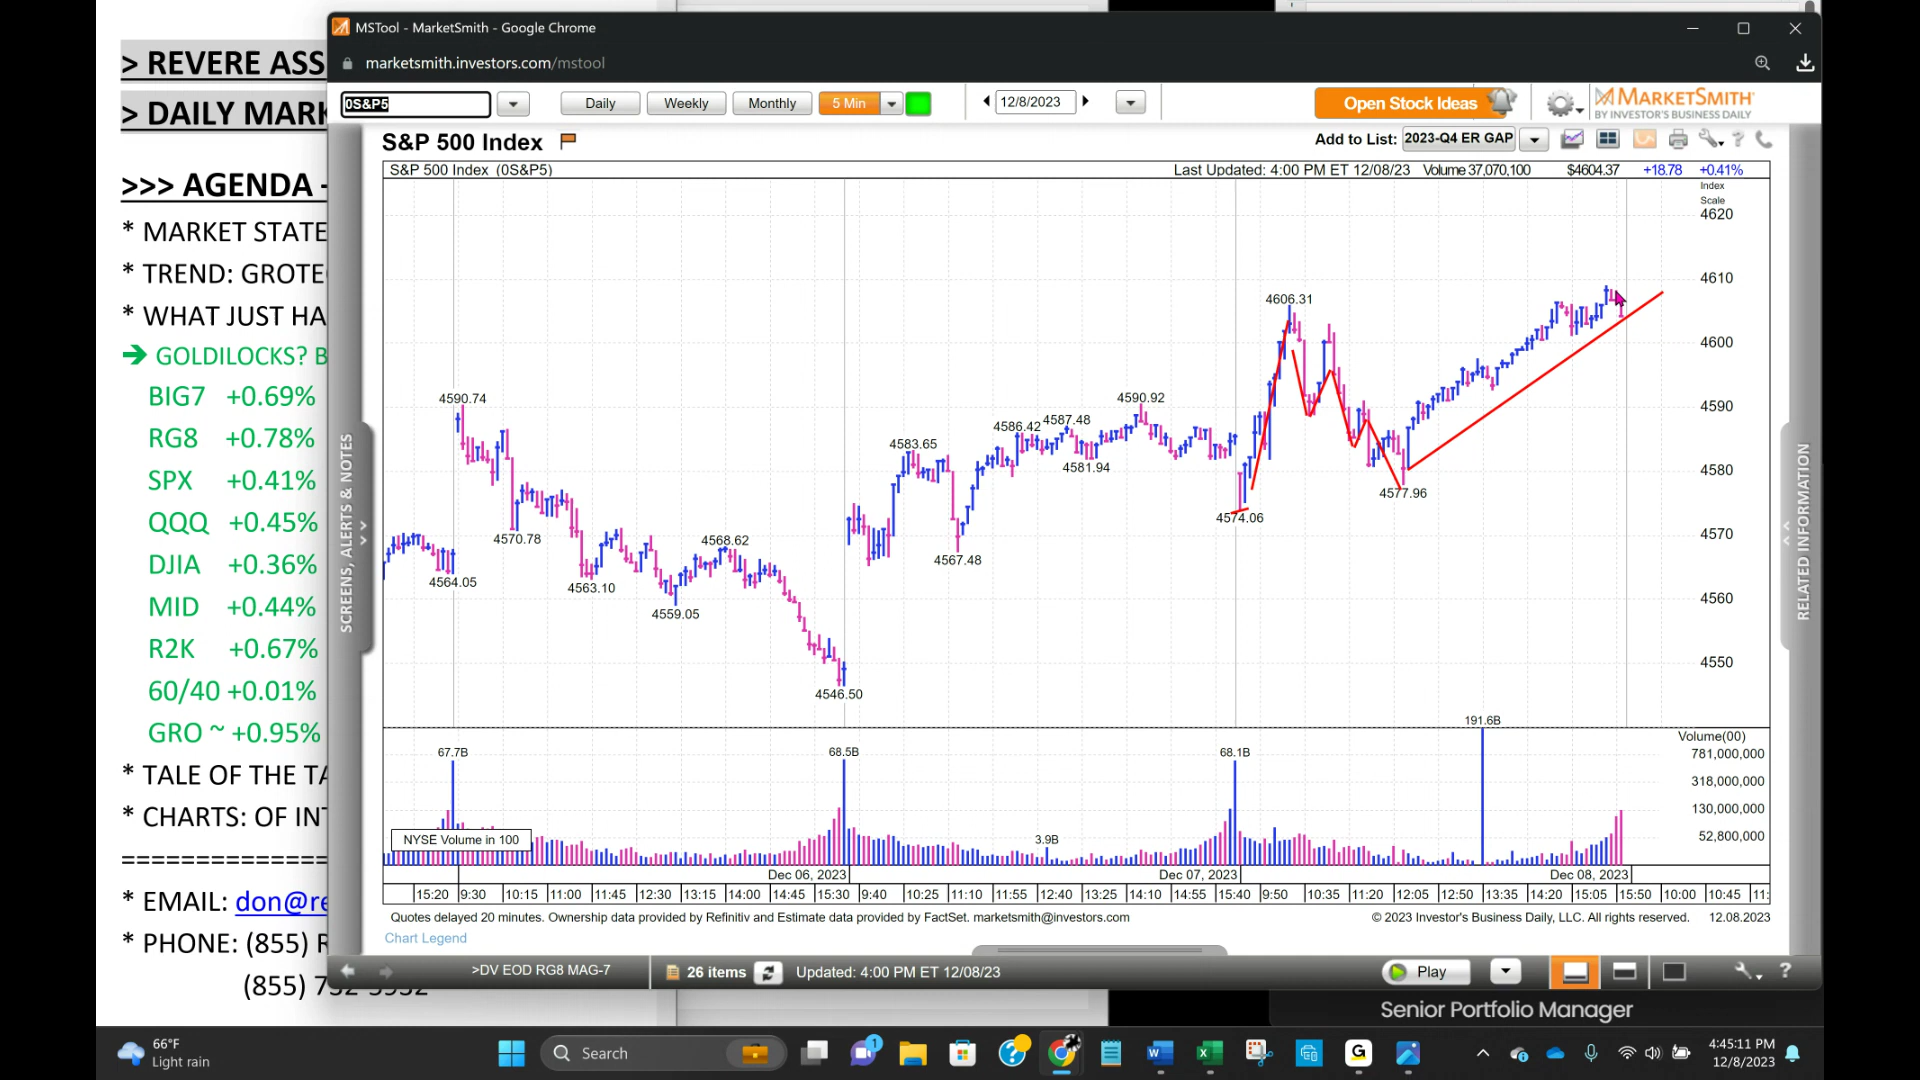 MSTool - MarketSmith - Google Chrome
marketsmith.investors.com/mstool
> REVERE ASS
> DAILY MARK
>>> AGENDA -
* MARKET STATE
* TREND: GROTE
* WHAT JUST HA
GOLDILOCKS? B
BIG7 +0.69%
RG8 +0.78%
SPX +0.41%
QQQ +0.45%
DJIA +0.36%
MID +0.44%
R2K +0.67%
60/40 +0.01%
GRO ~ +0.95%
* TALE OF THE TA
* CHARTS: OF INT
* EMAIL: don@re
* PHONE: (855) R
0S&P5
Daily
Weekly
Monthly
5 Min
12/8/2023
Open Stock Ideas
MARKETSMITH
BY INVESTOR'S BUSINESS DAILY
S&P 500 Index
Add to List: 2023-Q4 ER GAP
S&P 500 Index (0S&P5)
Last Updated: 4:00 PM ET 12/08/23 Volume 37,070,100 $4604.37 +18.78 +0.41%
Index
Scale
4620
4610
4600
4590
4580
4570
4560
4550
4590.74
4564.05
4570.78
4563.10
4568.62
4559.05
4546.50
4583.65
4567.48
4586.42
4587.48
4581.94
4590.92
4574.06
4606.31
4577.96
SCREENS, ALERTS & NOTES
RELATED INFORMATION
67.7B
68.5B
3.9B
68.1B
191.6B
Volume(00)
781,000,000
318,000,000
130,000,000
52,800,000
NYSE Volume in 100
Dec 06, 2023
Dec 07, 2023
Dec 08, 2023
15:20 9:30 10:15 11:00 11:45 12:30 13:15 14:00 14:45 15:30 9:40 10:25 11:10 11:55 12:40 13:25 14:10 14:55 15:40 9:50 10:35 11:20 12:05 12:50 13:35 14:20 15:05 15:50 10:00 10:45 11:
Quotes delayed 20 minutes. Ownership data provided by Refinitiv and Estimate data provided by FactSet. marketsmith@investors.com
© 2023 Investor's Business Daily, LLC. All rights reserved. 12.08.2023
Chart Legend
>DV EOD RG8 MAG-7
26 items
Updated: 4:00 PM ET 12/08/23
Play
Senior Portfolio Manager
66°F
Light rain
Search
1
4:45:11 PM
12/8/2023